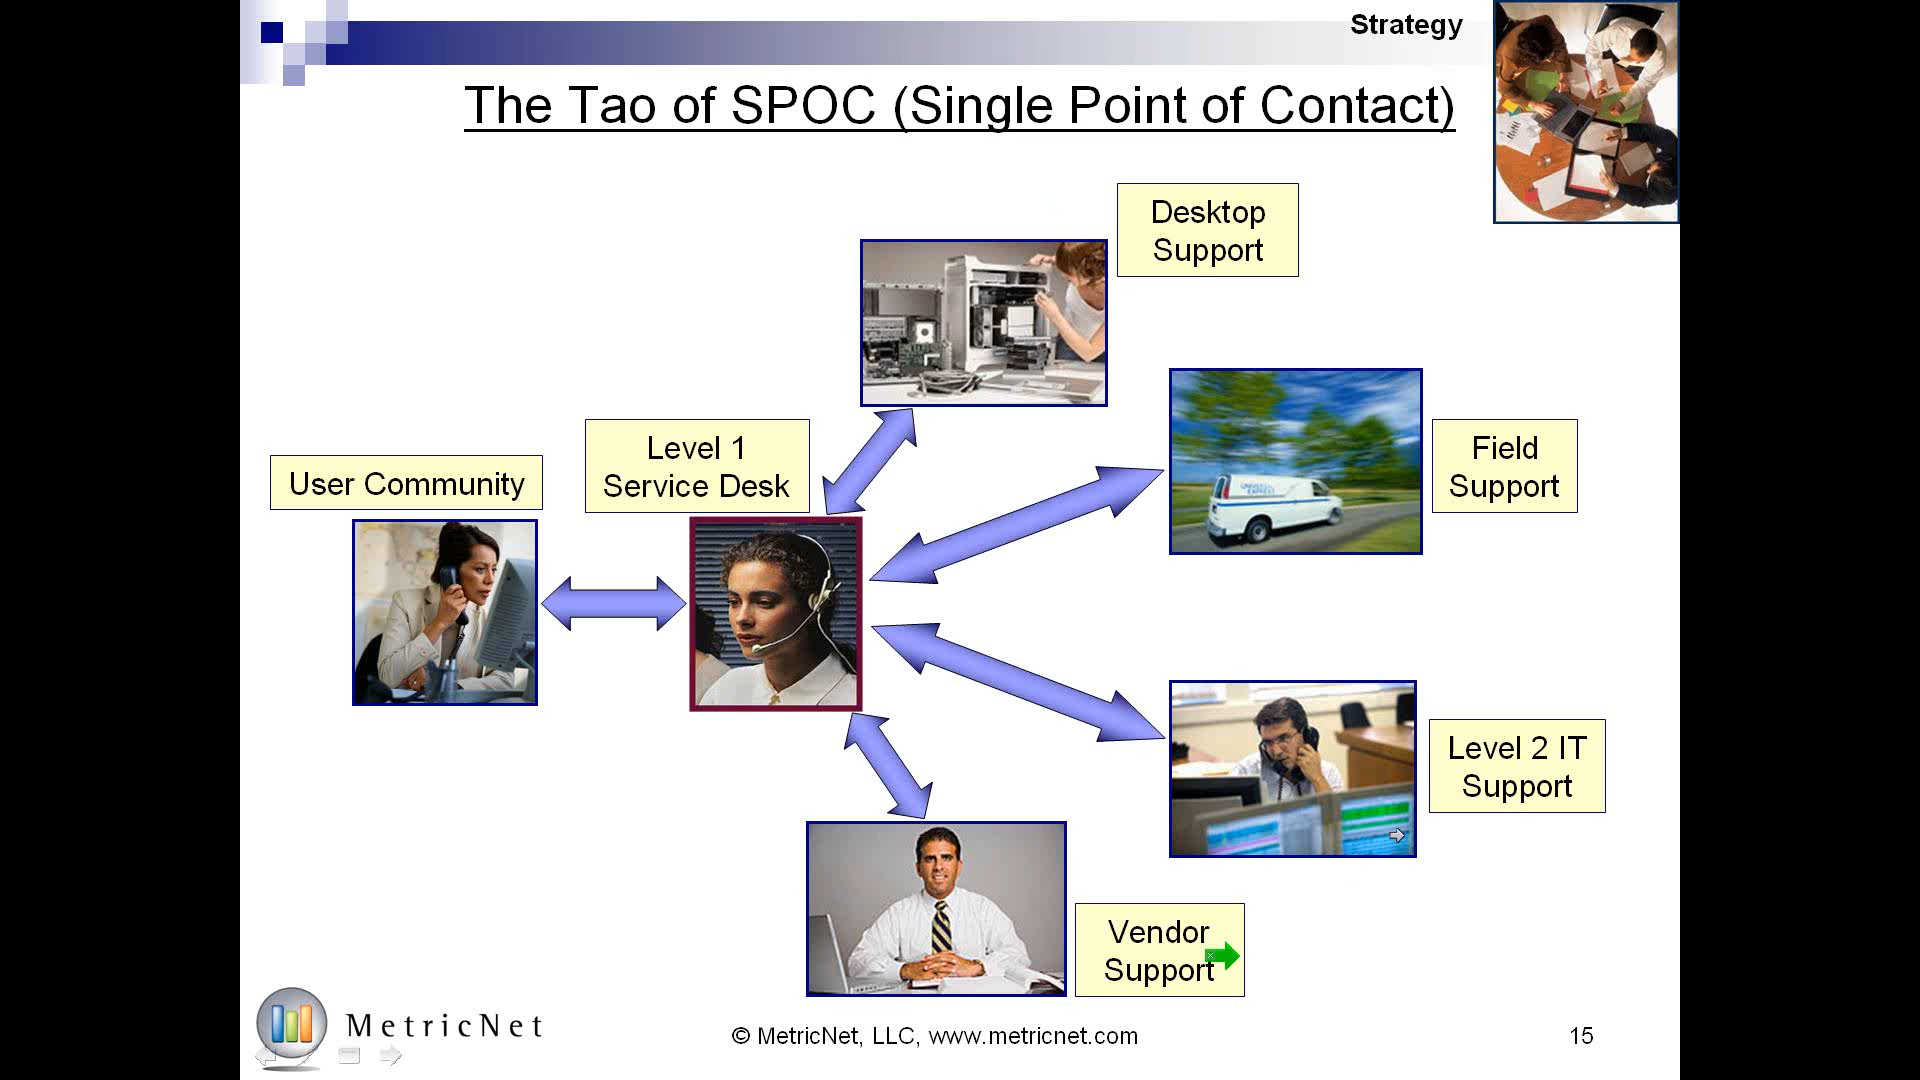 Strategy
The Tao of SPOC (Single Point of Contact)
Desktop
Support
Field
Support
Level 1
Service Desk
User Community
Level 2 IT
Support
Vendor
Support
MetricNet
© MetricNet, LLC, www.metricnet.com
15